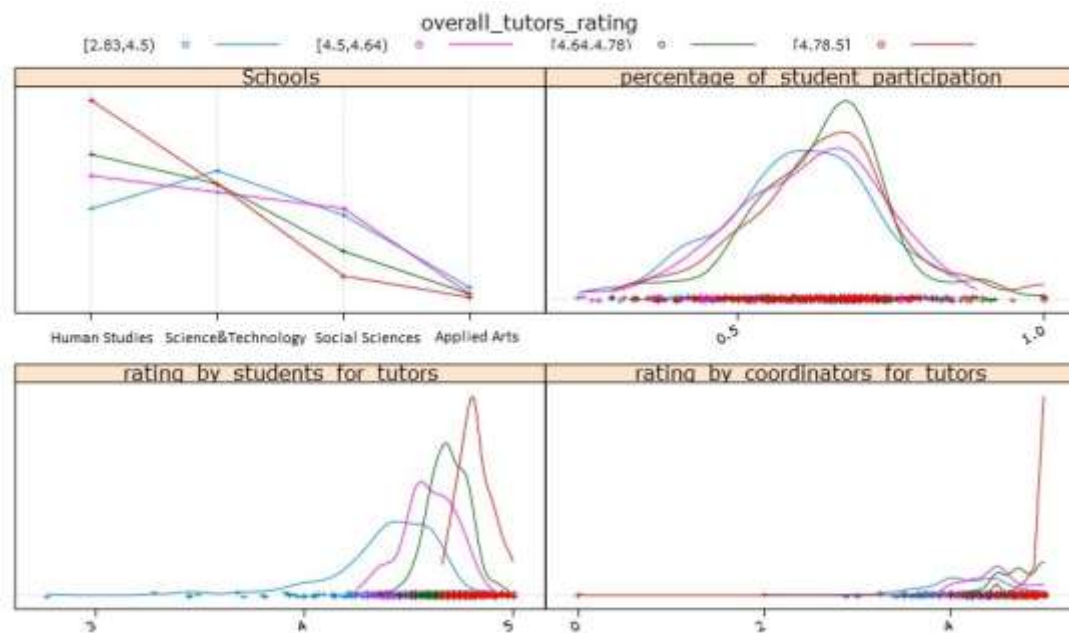 overall_tutors_rating
[2.83,4.5) [4.5,4.64) [4.64,4.78) [4.78,5]
Schools percentage_of_student_participation
Human Studies Science&Technology Social Sciences Applied Arts 0.5 1.0
rating_by_students_for_tutors rating_by_coordinators_for_tutors
3 4 5 0 2 4